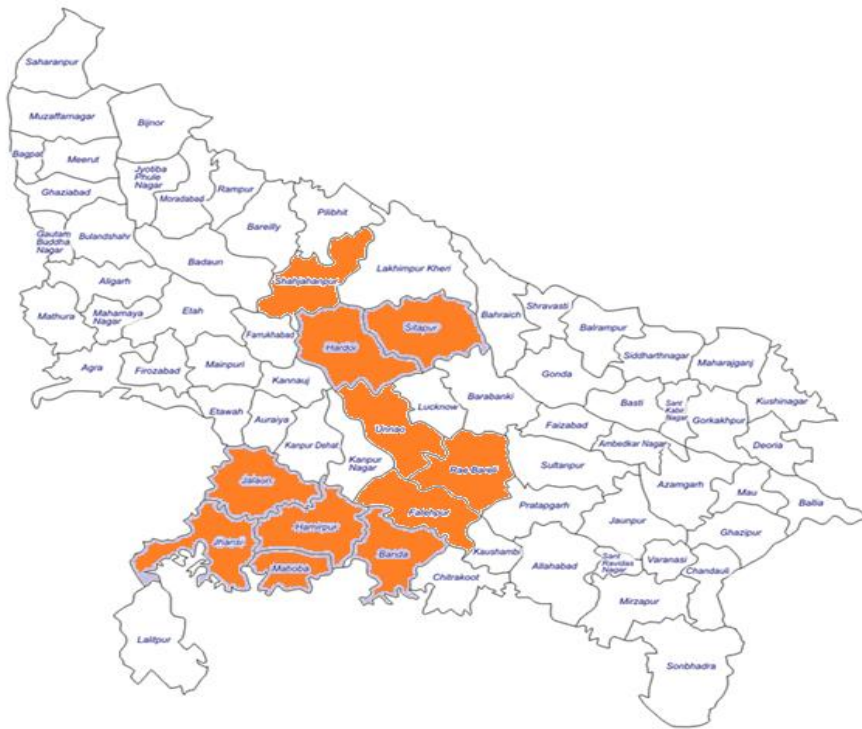 Saharanpur
Muzaffarnagar
Bijnor
Bagpat
Meerut
Jyotiba
Phule
Nagar
Moradabad
Rampur
Ghaziabad
Pilibhit
Bareilly
Gautam
Buddha
Nagar
Bulandshahr
Badaun
Lakhimpur Kheri
Shahjahanpur
Aligarh
Mathura
Mahamaya
Nagar
Etah
Bahraich
Shravasti
Balrampur
Farrukhabad
Hardoi
Sitapur
Siddharthnagar
Maharajganj
Agra
Firozabad
Mainpuri
Kannauj
Gonda
Kushinagar
Etawah
Auraiya
Lucknow
Barabanki
Basti
Sant
Kabir
Nagar
Gorkakhpur
Unnao
Faizabad
Ambedkar Nagar
Deoria
Kanpur Dehat
Kanpur
Nagar
Rae Bareli
Sultanpur
Azamgarh
Mau
Ballia
Jalaun
Fatehpur
Pratapgarh
Jaunpur
Ghazipur
Jhansi
Hamirpur
Banda
Kaushambi
Mahoba
Chitrakoot
Allahabad
Sant
Ravidas
Nagar
Varanasi
Chandauli
Mirzapur
Lalitpur
Sonbhadra